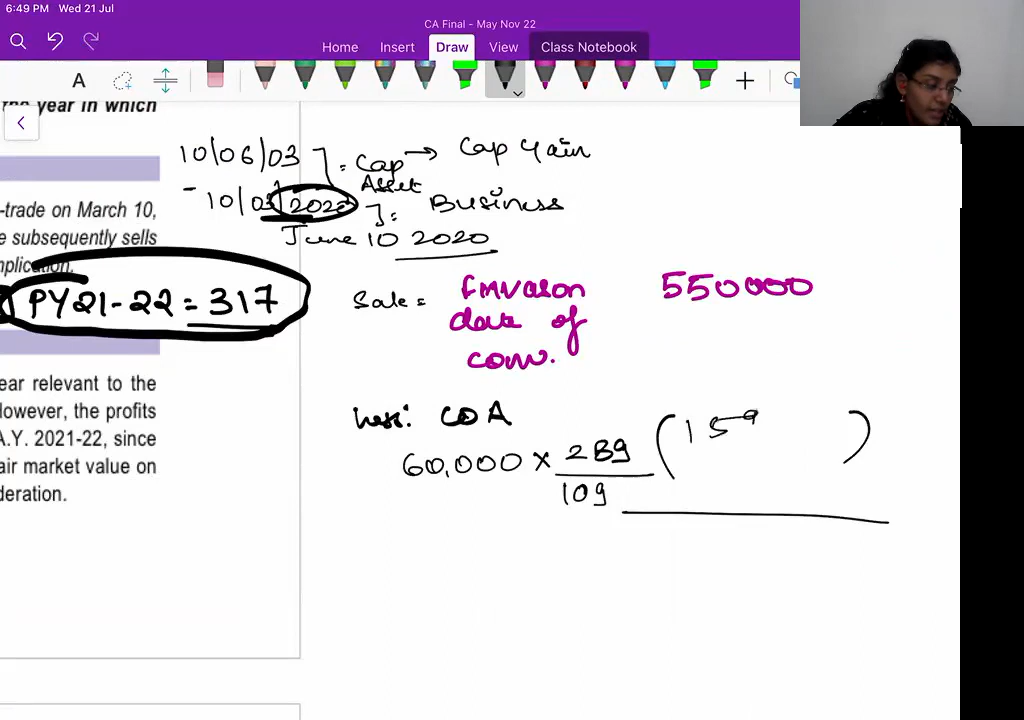 6:49 PM Wed 21 Jul
CA Final - May Nov 22
Home Insert Draw View Class Notebook
A
the year in which
-trade on March 10,
e subsequently sells
mplication.
PY21-22 = 317
ear relevant to the
However, the profits
A.Y. 2021-22, since
air market value on
deration.
10/06/03 ] = Cap Asset → Cap Gain
- 10/03/2020 ] = Business
June 10 2020
Sale = FMV as on 550000
date of
conv.
Less: COA
60,000 × 289 (159 )
109